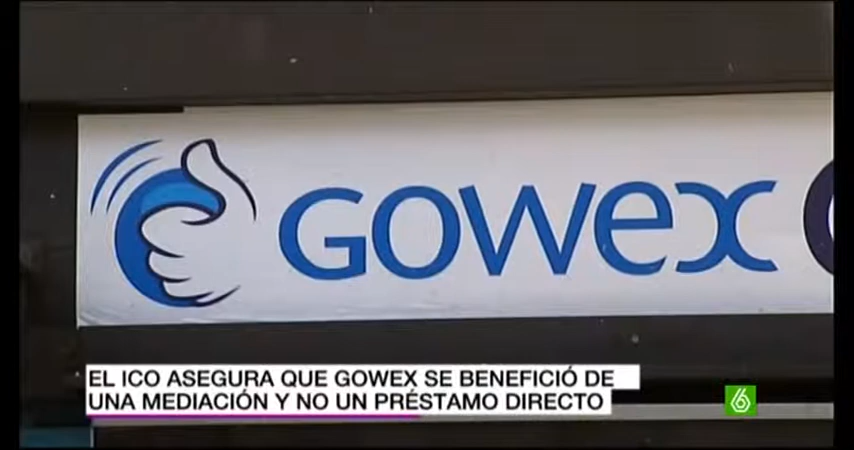 GOWEX
EL ICO ASEGURA QUE GOWEX SE BENEFICIÓ DE
UNA MEDIACIÓN Y NO UN PRÉSTAMO DIRECTO
6